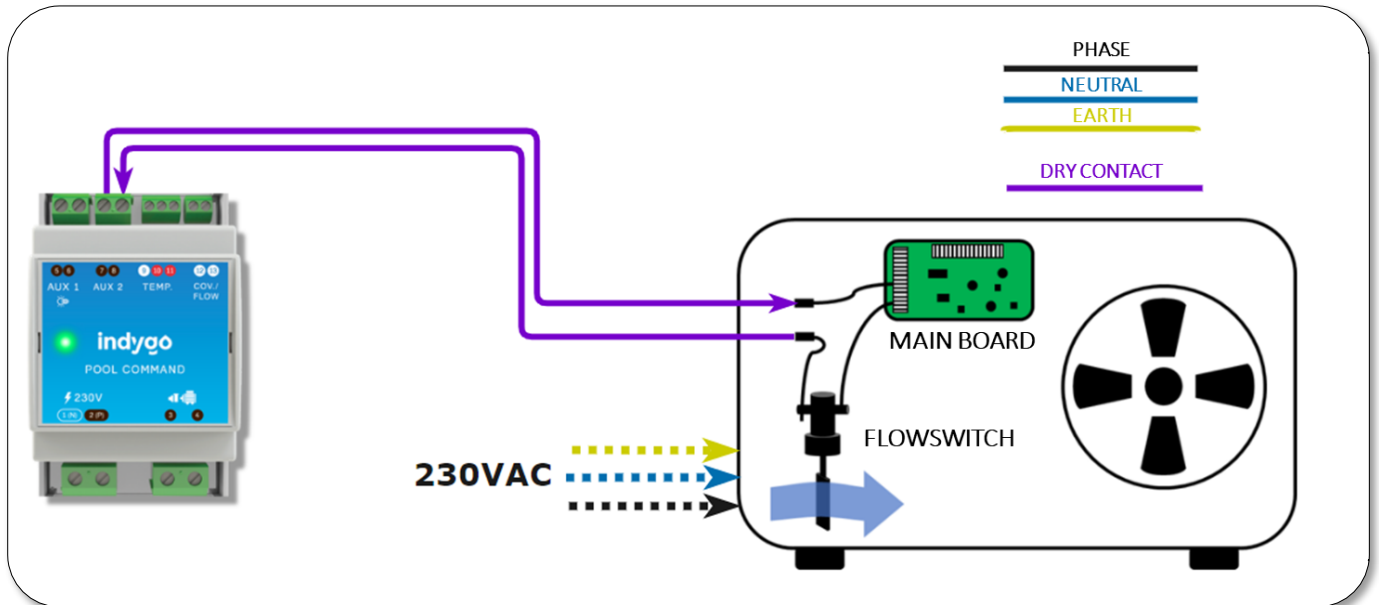 PHASE
NEUTRAL
EARTH
DRY CONTACT
5 6 7 8 9 10 11 12 13
AUX 1 AUX 2 TEMP. COV./
FLOW
indygo
POOL COMMAND
230V
1 (N) 2 (P) 3 4
MAIN BOARD
FLOWSWITCH
230VAC